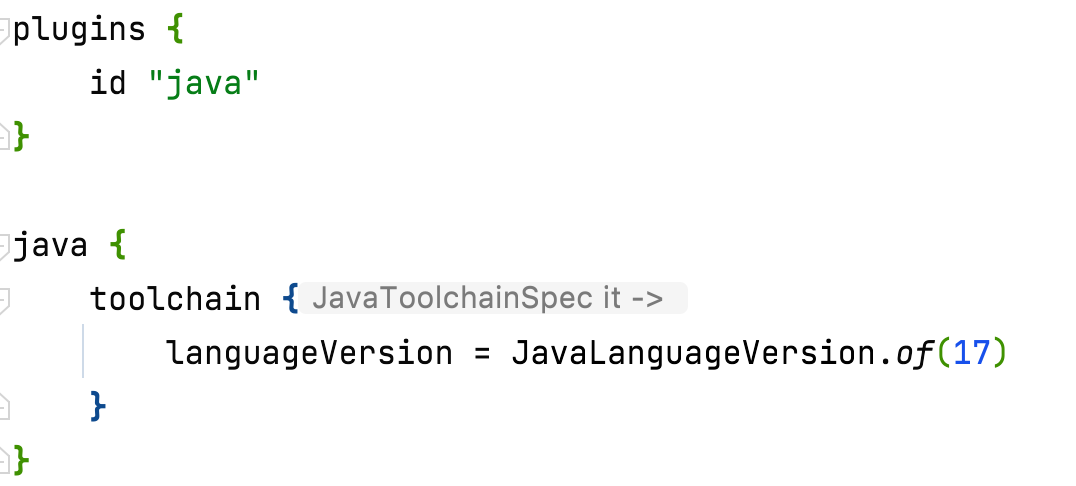 plugins {
    id "java"
}

java {
    toolchain { JavaToolchainSpec it ->
        languageVersion = JavaLanguageVersion.of(17)
    }
}